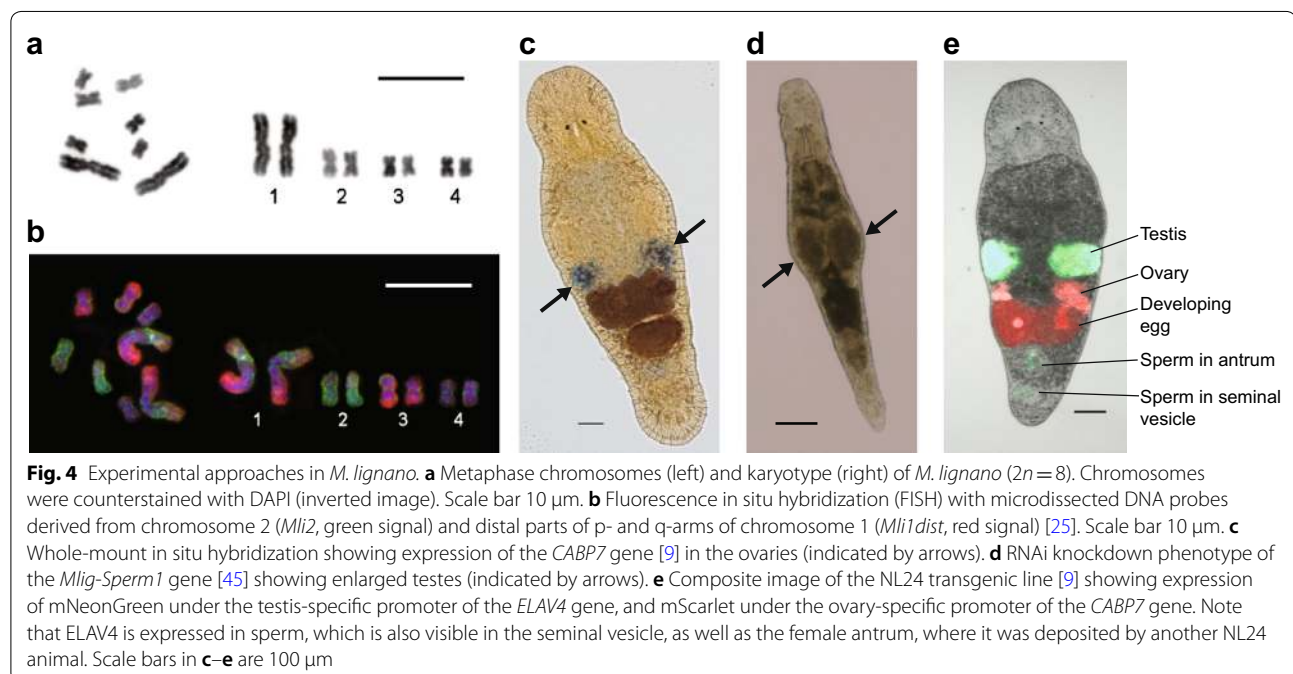 a
c
d
e
1
2
3
4
b
1
2
3
4
Testis
Ovary
Developing
egg
Sperm in antrum
Sperm in seminal
vesicle
Fig. 4 Experimental approaches in M. lignano. a Metaphase chromosomes (left) and karyotype (right) of M. lignano (2n = 8). Chromosomes
were counterstained with DAPI (inverted image). Scale bar 10 µm. b Fluorescence in situ hybridization (FISH) with microdissected DNA probes
derived from chromosome 2 (Mli2, green signal) and distal parts of p- and q-arms of chromosome 1 (Mli1dist, red signal) [25]. Scale bar 10 µm. c
Whole-mount in situ hybridization showing expression of the CABP7 gene [9] in the ovaries (indicated by arrows). d RNAi knockdown phenotype of
the Mlig-Sperm1 gene [45] showing enlarged testes (indicated by arrows). e Composite image of the NL24 transgenic line [9] showing expression
of mNeonGreen under the testis-specific promoter of the ELAV4 gene, and mScarlet under the ovary-specific promoter of the CABP7 gene. Note
that ELAV4 is expressed in sperm, which is also visible in the seminal vesicle, as well as the female antrum, where it was deposited by another NL24
animal. Scale bars in c–e are 100 µm